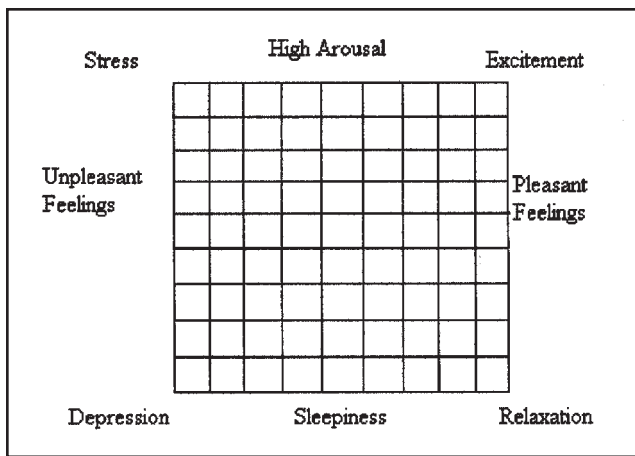 Stress
High Arousal
Excitement
Unpleasant
Feelings
Pleasant
Feelings
Depression
Sleepiness
Relaxation